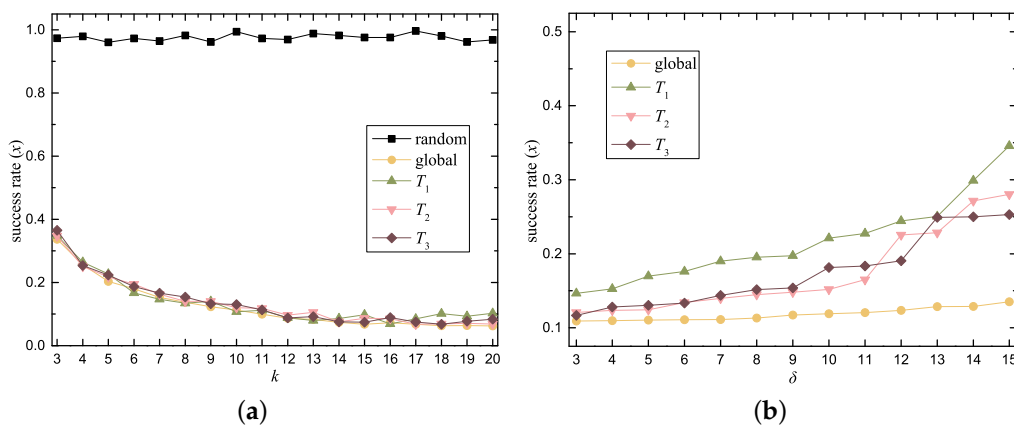 success rate (x)
1.0
0.8
0.6
0.4
0.2
0.0
random
global
T1
T2
T3
3 4 5 6 7 8 9 10 11 12 13 14 15 16 17 18 19 20
k
(a)
success rate (x)
0.5
0.4
0.3
0.2
0.1
global
T1
T2
T3
3 4 5 6 7 8 9 10 11 12 13 14 15
δ
(b)